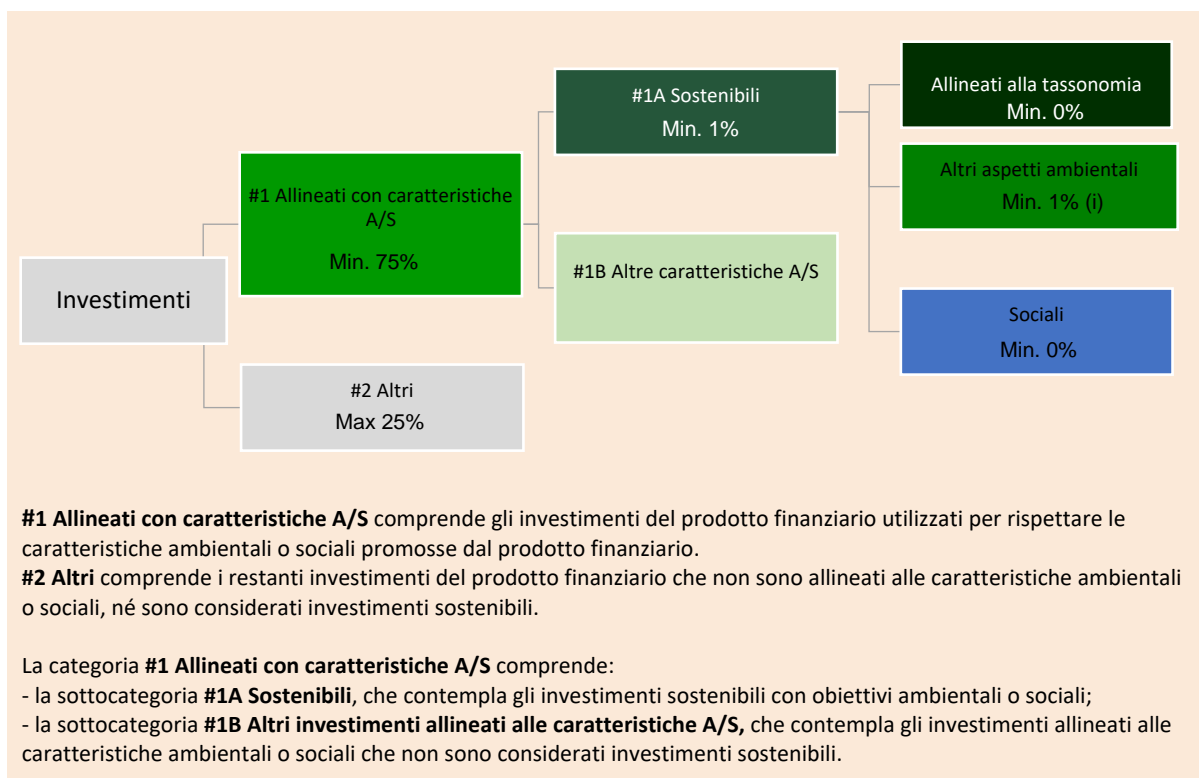 Investimenti
#1 Allineati con caratteristiche
A/S
Min. 75%
#2 Altri
Max 25%
#1A Sostenibili
Min. 1%
#1B Altre caratteristiche A/S
Allineati alla tassonomia
Min. 0%
Altri aspetti ambientali
Min. 1% (i)
Sociali
Min. 0%
#1 Allineati con caratteristiche A/S comprende gli investimenti del prodotto finanziario utilizzati per rispettare le
caratteristiche ambientali o sociali promosse dal prodotto finanziario.
#2 Altri comprende i restanti investimenti del prodotto finanziario che non sono allineati alle caratteristiche ambientali
o sociali, né sono considerati investimenti sostenibili.
La categoria #1 Allineati con caratteristiche A/S comprende:
- la sottocategoria #1A Sostenibili, che contempla gli investimenti sostenibili con obiettivi ambientali o sociali;
- la sottocategoria #1B Altri investimenti allineati alle caratteristiche A/S, che contempla gli investimenti allineati alle
caratteristiche ambientali o sociali che non sono considerati investimenti sostenibili.